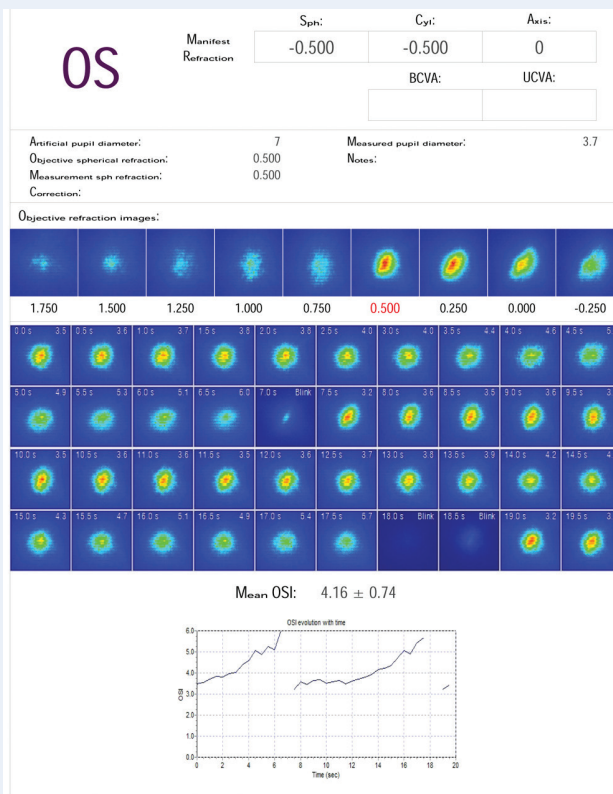 Sph: Cyl: Axis:
OS Manifest Refraction -0.500 -0.500 0
BCVA: UCVA:
Artificial pupil diameter: 7 Measured pupil diameter: 3.7
Objective spherical refraction: 0.500 Notes:
Measurement sph refraction: 0.500
Correction:
Objective refraction images:
1.750 1.500 1.250 1.000 0.750 0.500 0.250 0.000 -0.250
0.0 s 3.5 0.5 s 3.6 1.0 s 3.7 1.5 s 3.8 2.0 s 3.8 2.5 s 4.0 3.0 s 4.0 3.5 s 4.4 4.0 s 4.6 4.5 s
5.0 s 4.9 5.5 s 5.3 6.0 s 5.1 6.5 s 6.0 7.0 s Blink 7.5 s 3.2 8.0 s 3.6 8.5 s 3.5 9.0 s 3.6 9.5 s
10.0 s 3.5 10.5 s 3.6 11.0 s 3.6 11.5 s 3.5 12.0 s 3.6 12.5 s 3.7 13.0 s 3.8 13.5 s 3.9 14.0 s 4.2 14.5 s
15.0 s 4.3 15.5 s 4.7 16.0 s 5.1 16.5 s 4.9 17.0 s 5.4 17.5 s 5.7 18.0 s Blink 18.5 s Blink 19.0 s 3.2 19.5 s
Mean OSI: 4.16 ± 0.74
OSI evolution with time
6.0
5.0
4.0
3.0
2.0
1.0
0.0
OSI
0 2 4 6 8 10 12 14 16 18 20
Time (sec)